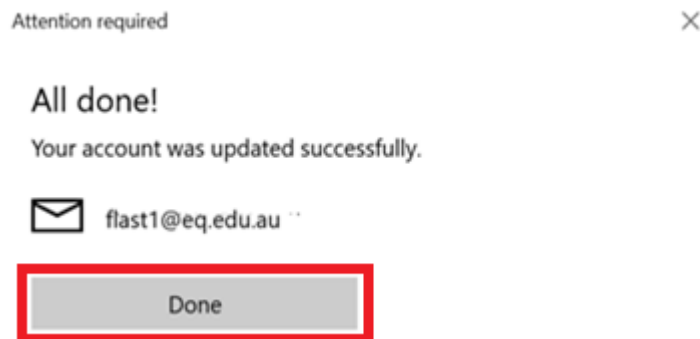 Attention required
All done!
Your account was updated successfully.
flast1@eq.edu.au
Done